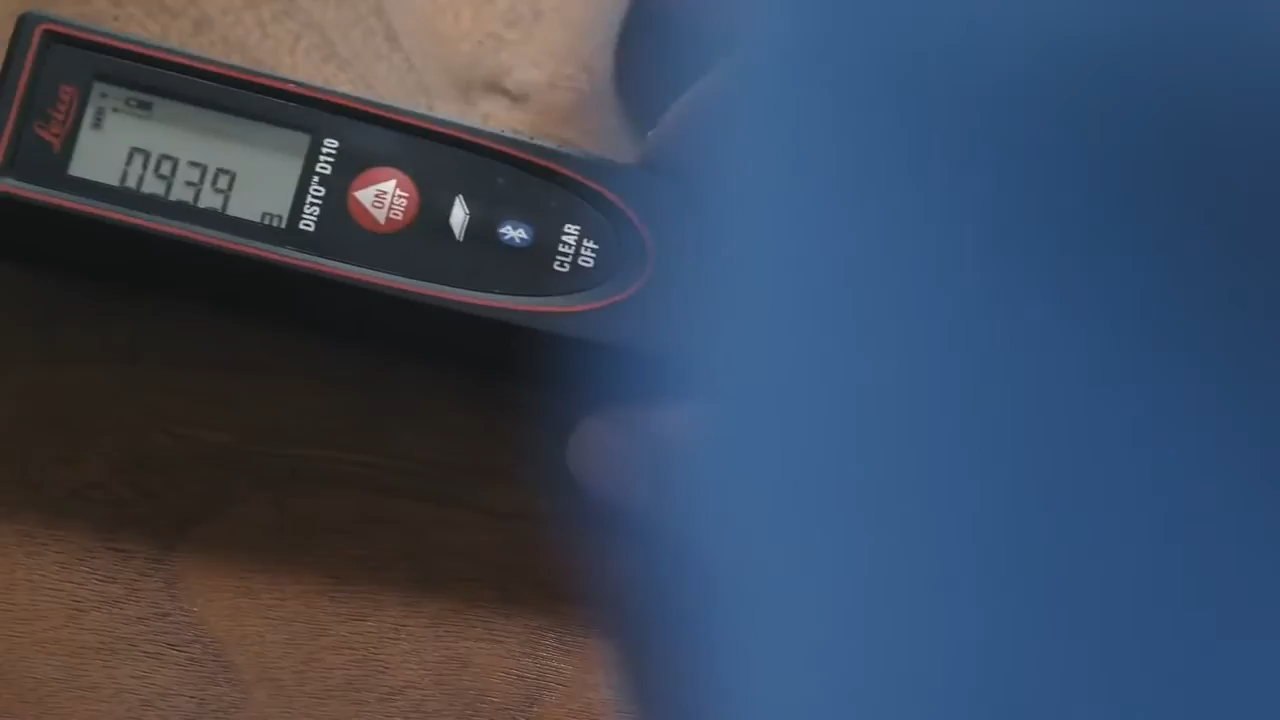 Leica
0.939
m
DISTO™ D110
ON
DIST
CLEAR
OFF